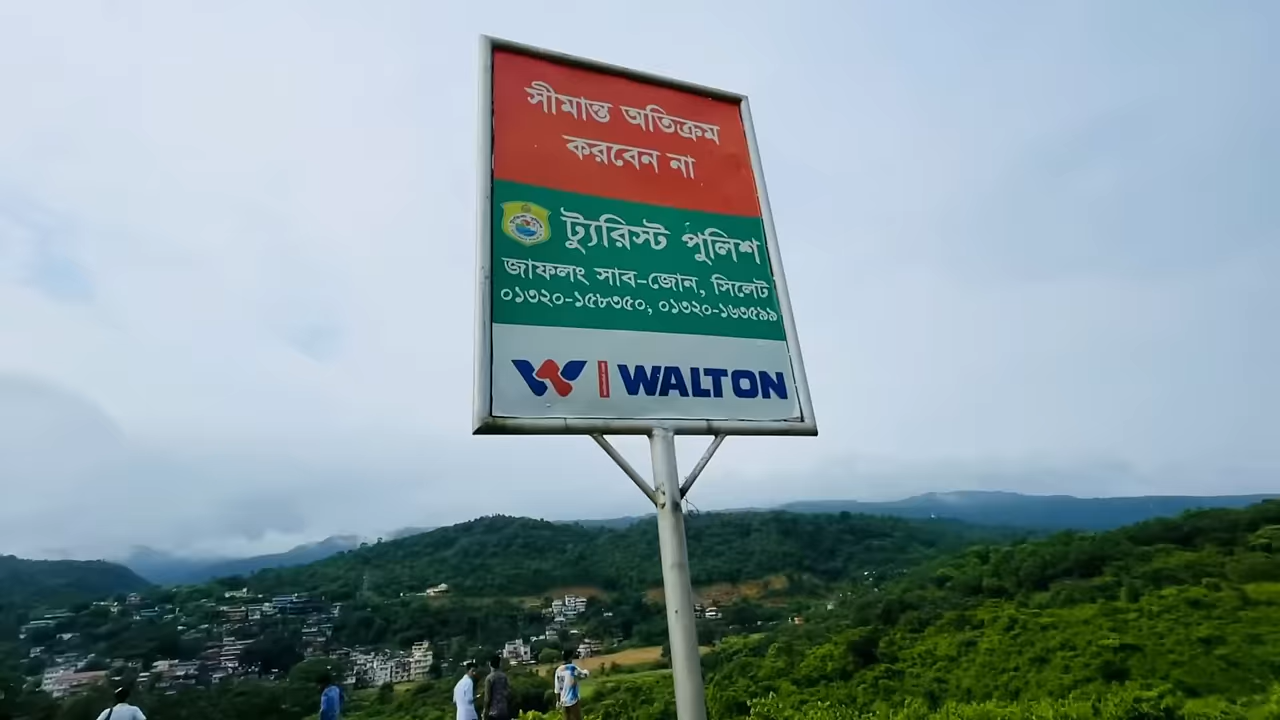 সীমান্ত অতিক্রম
করবেন না
ট্যুরিস্ট পুলিশ
জাফলং সাব-জোন, সিলেট
০১৩২০-১৫৮৩৫০, ০১৩২০-১৬৩৫৯৯
WALTON